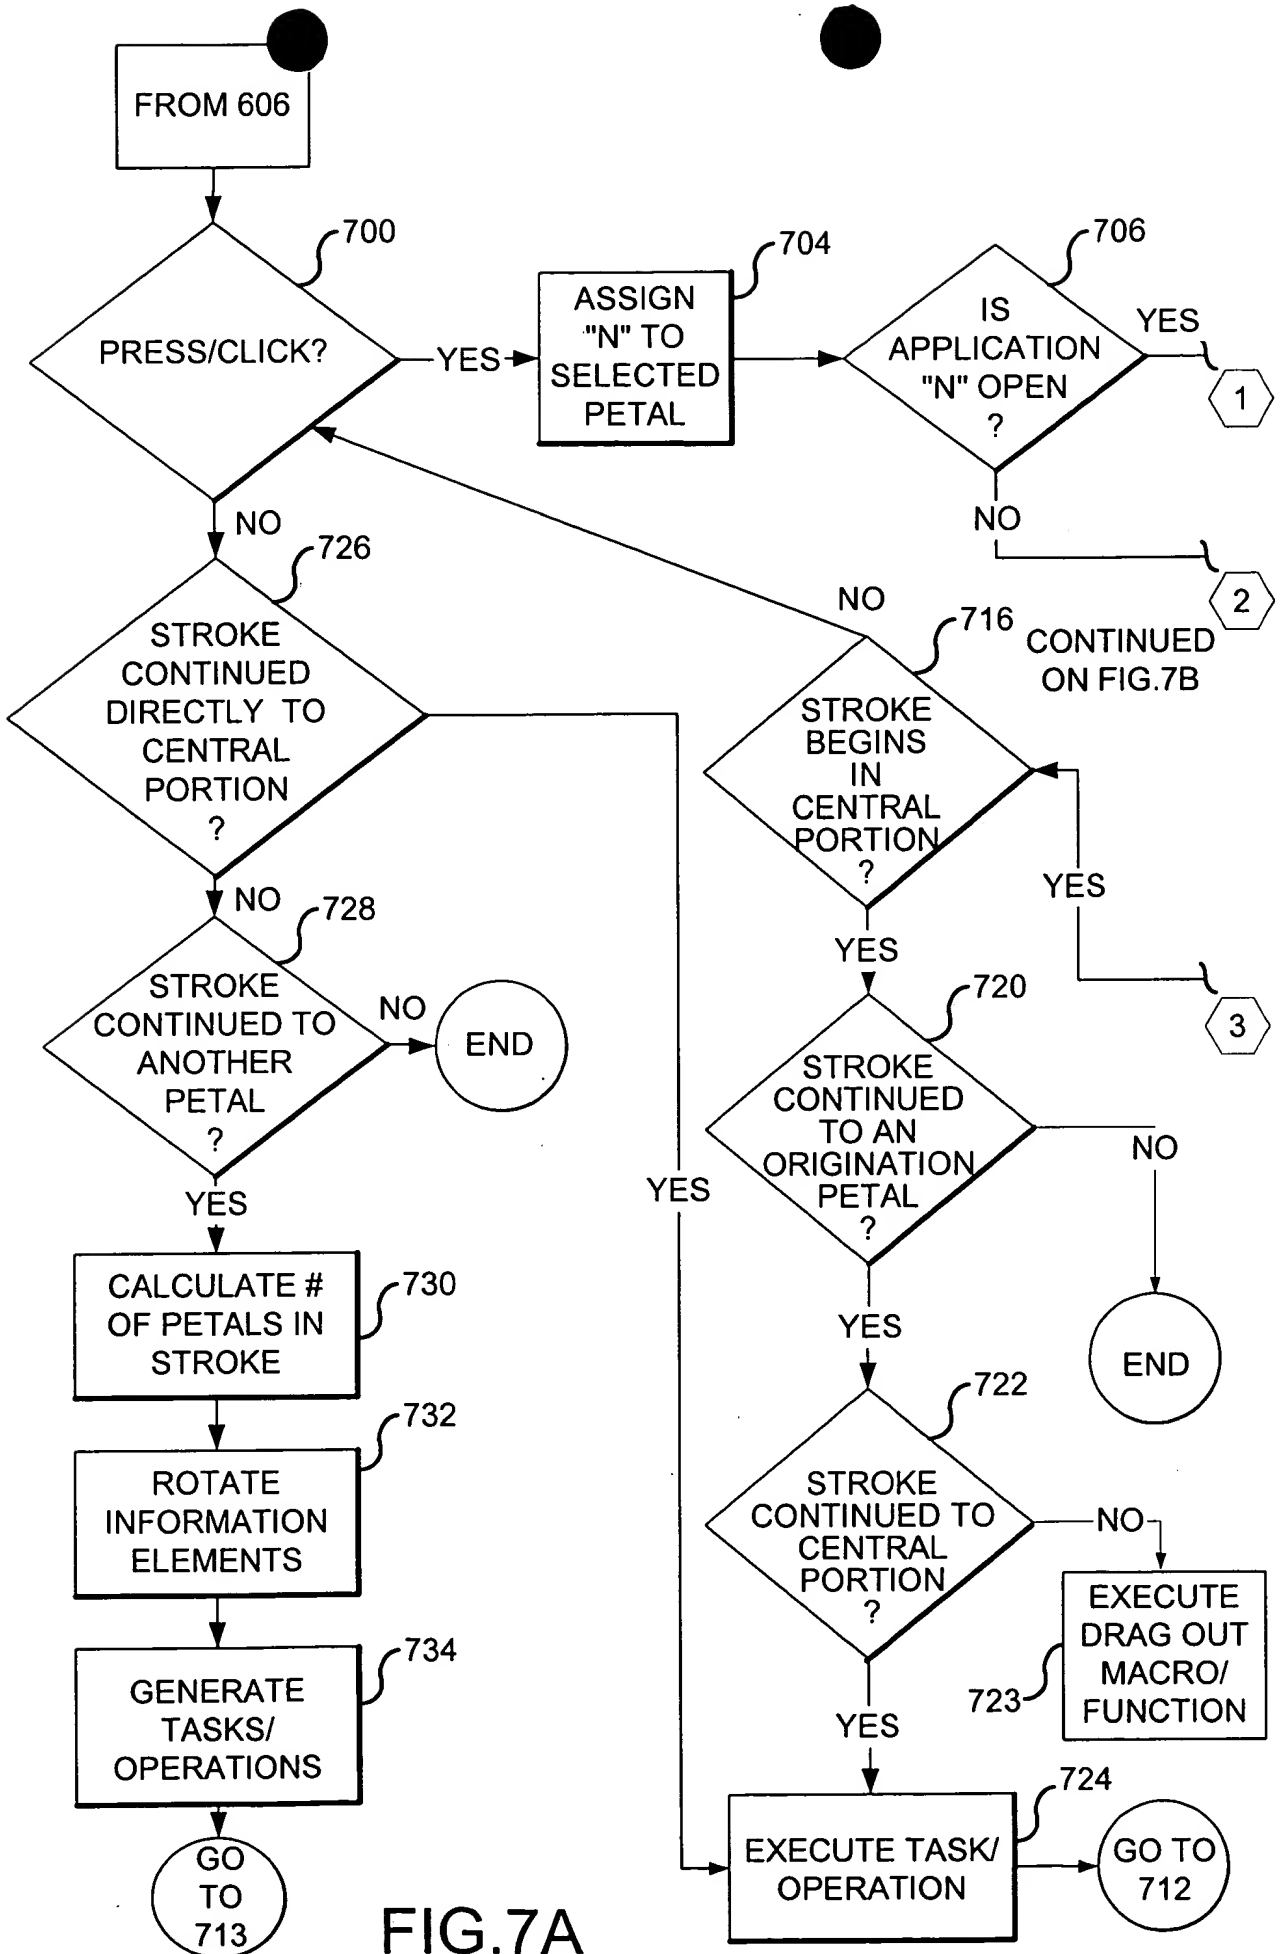 FROM 606
700
PRESS/CLICK?
YES
704
ASSIGN
"N" TO
SELECTED
PETAL
706
IS
APPLICATION
"N" OPEN
?
YES
1
NO
2
CONTINUED
ON FIG.7B
NO
726
STROKE
CONTINUED
DIRECTLY TO
CENTRAL
PORTION
?
NO
716
STROKE
BEGINS
IN
CENTRAL
PORTION
?
YES
3
NO
728
STROKE
CONTINUED TO
ANOTHER
PETAL
?
NO
END
YES
720
STROKE
CONTINUED
TO AN
ORIGINATION
PETAL
?
NO
END
YES
YES
730
CALCULATE #
OF PETALS IN
STROKE
YES
722
STROKE
CONTINUED TO
CENTRAL
PORTION
?
NO
EXECUTE
DRAG OUT
MACRO/
FUNCTION
723
732
ROTATE
INFORMATION
ELEMENTS
734
GENERATE
TASKS/
OPERATIONS
YES
724
EXECUTE TASK/
OPERATION
GO TO
712
GO
TO
713
FIG.7A